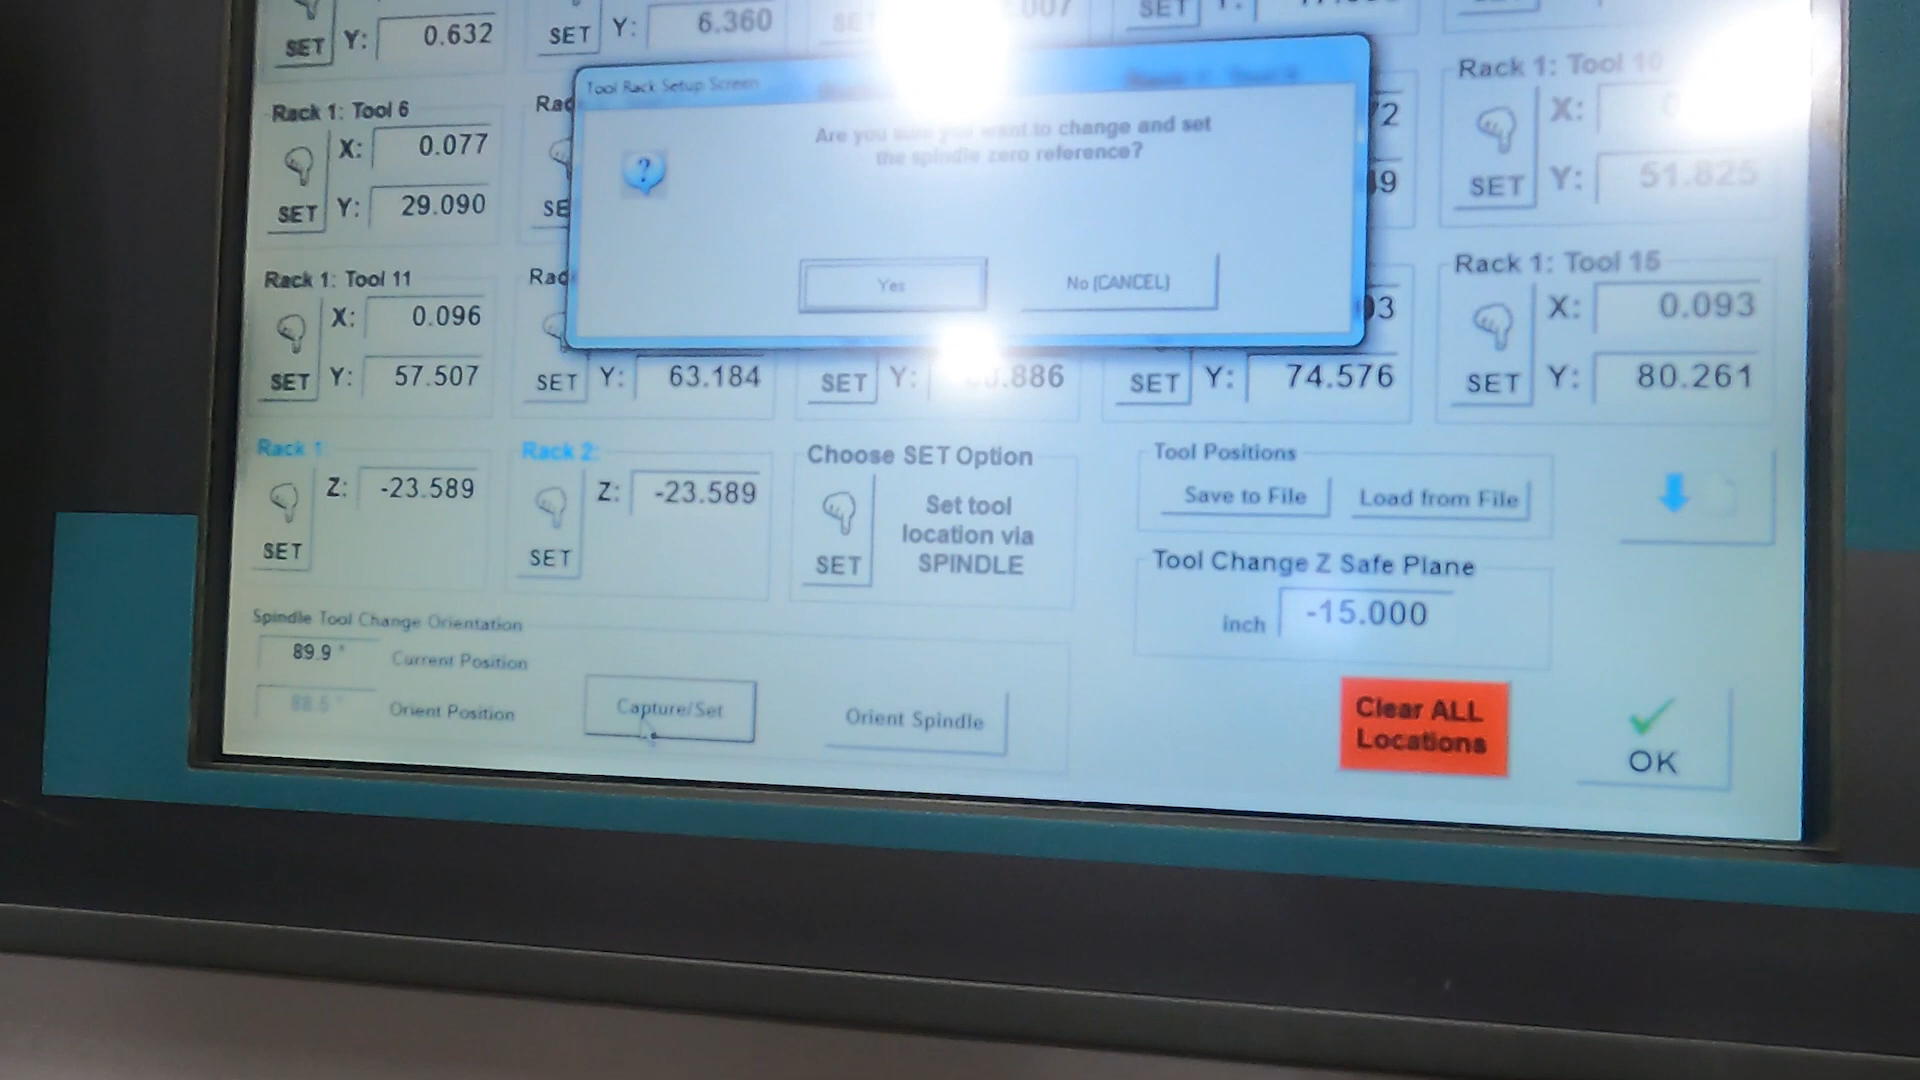 SET Y: 0.632
SET Y: 6.360
SET
Rack 1: Tool 6
X: 0.077
SET Y: 29.090
Tool Rack Setup Screen
Are you sure you want to change and set
the spindle zero reference?
Yes
No (CANCEL)
Rack 1: Tool 10
X:
SET Y: 51.825
Rack 1: Tool 11
X: 0.096
SET Y: 57.507
SET Y: 63.184
SET Y: .886
SET Y: 74.576
Rack 1: Tool 15
X: 0.093
SET Y: 80.261
Rack 1:
Z: -23.589
SET
Rack 2:
Z: -23.589
SET
Choose SET Option
Set tool
location via
SPINDLE
SET
Tool Positions
Save to File
Load from File
Tool Change Z Safe Plane
inch -15.000
Spindle Tool Change Orientation
89.9 ° Current Position
88.5 ° Orient Position
Capture/Set
Orient Spindle
Clear ALL
Locations
OK